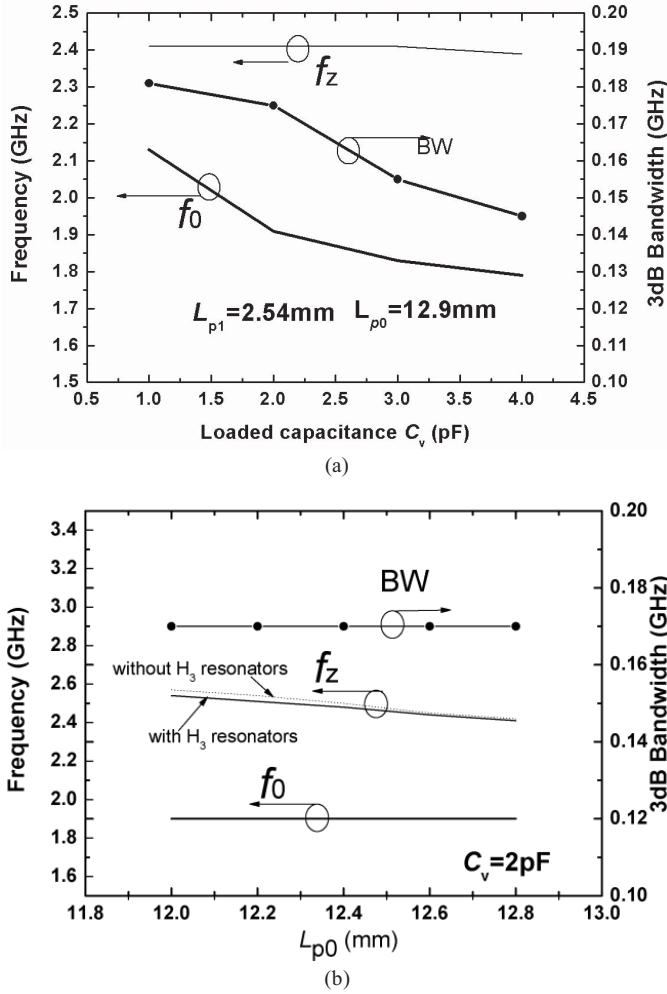 2.5
2.4
2.3
2.2
2.1
2.0
1.9
1.8
1.7
1.6
1.5
Frequency (GHz)
0.20
0.19
0.18
0.17
0.16
0.15
0.14
0.13
0.12
0.11
0.10
3dB Bandwidth (GHz)
fz
BW
f0
Lp1=2.54mm Lp0=12.9mm
0.5 1.0 1.5 2.0 2.5 3.0 3.5 4.0 4.5
Loaded capacitance Cv (pF)
(a)
3.4
3.2
3.0
2.8
2.6
2.4
2.2
2.0
1.8
1.6
Frequency (GHz)
0.20
0.18
0.16
0.14
0.12
0.10
3dB Bandwidth (GHz)
BW
fz
without H3 resonators
with H3 resonators
f0
Cv=2pF
11.8 12.0 12.2 12.4 12.6 12.8 13.0
Lp0 (mm)
(b)